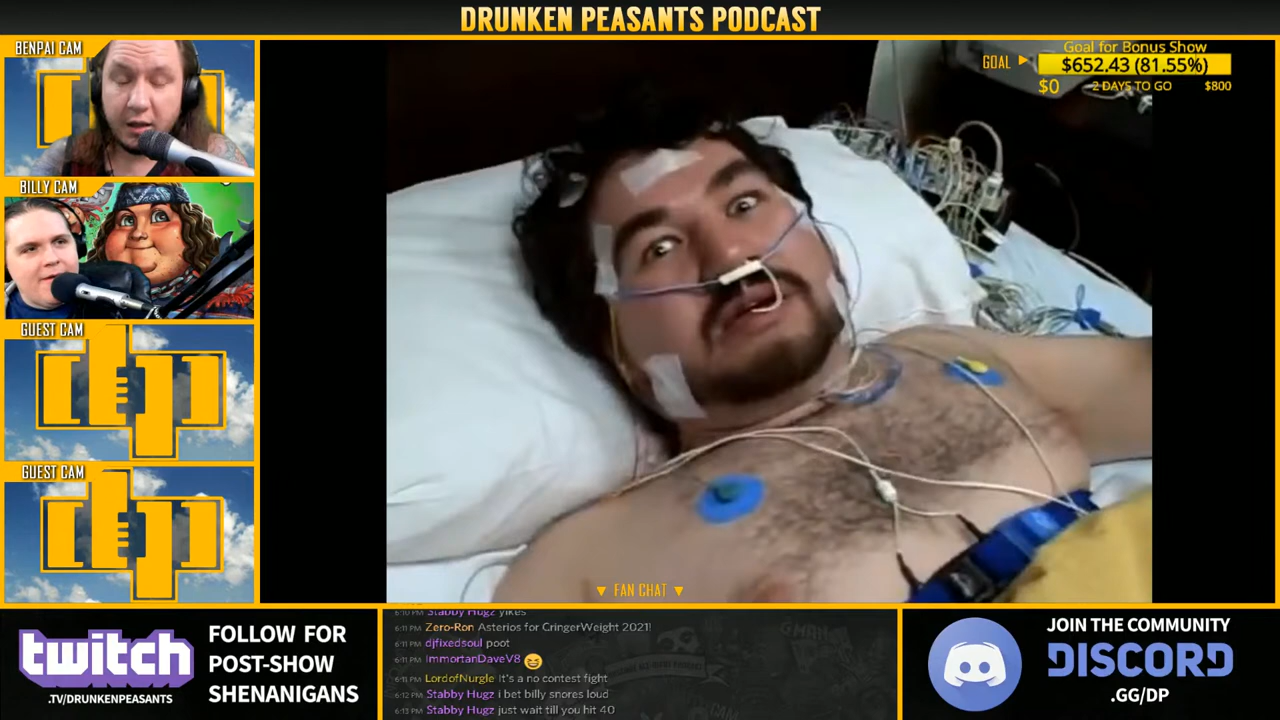 DRUNKEN PEASANTS PODCAST
BENPAI CAM
BILLY CAM
GUEST CAM
GUEST CAM
Goal for Bonus Show
GOAL
$652.43 (81.55%)
$0
2 DAYS TO GO
$800
FAN CHAT
6:10 PM Stabby Hugz yikes
6:11 PM Zero-Ron Asterios for CringerWeight 2021!
6:11 PM djfixedsoul poot
6:11 PM ImmortanDaveV8
6:11 PM LordofNurgle It's a no contest fight
6:12 PM Stabby Hugz i bet billy snores loud
6:13 PM Stabby Hugz just wait till you hit 40
twitch
.TV/DRUNKENPEASANTS
FOLLOW FOR
POST-SHOW
SHENANIGANS
JOIN THE COMMUNITY
DISCORD
.GG/DP